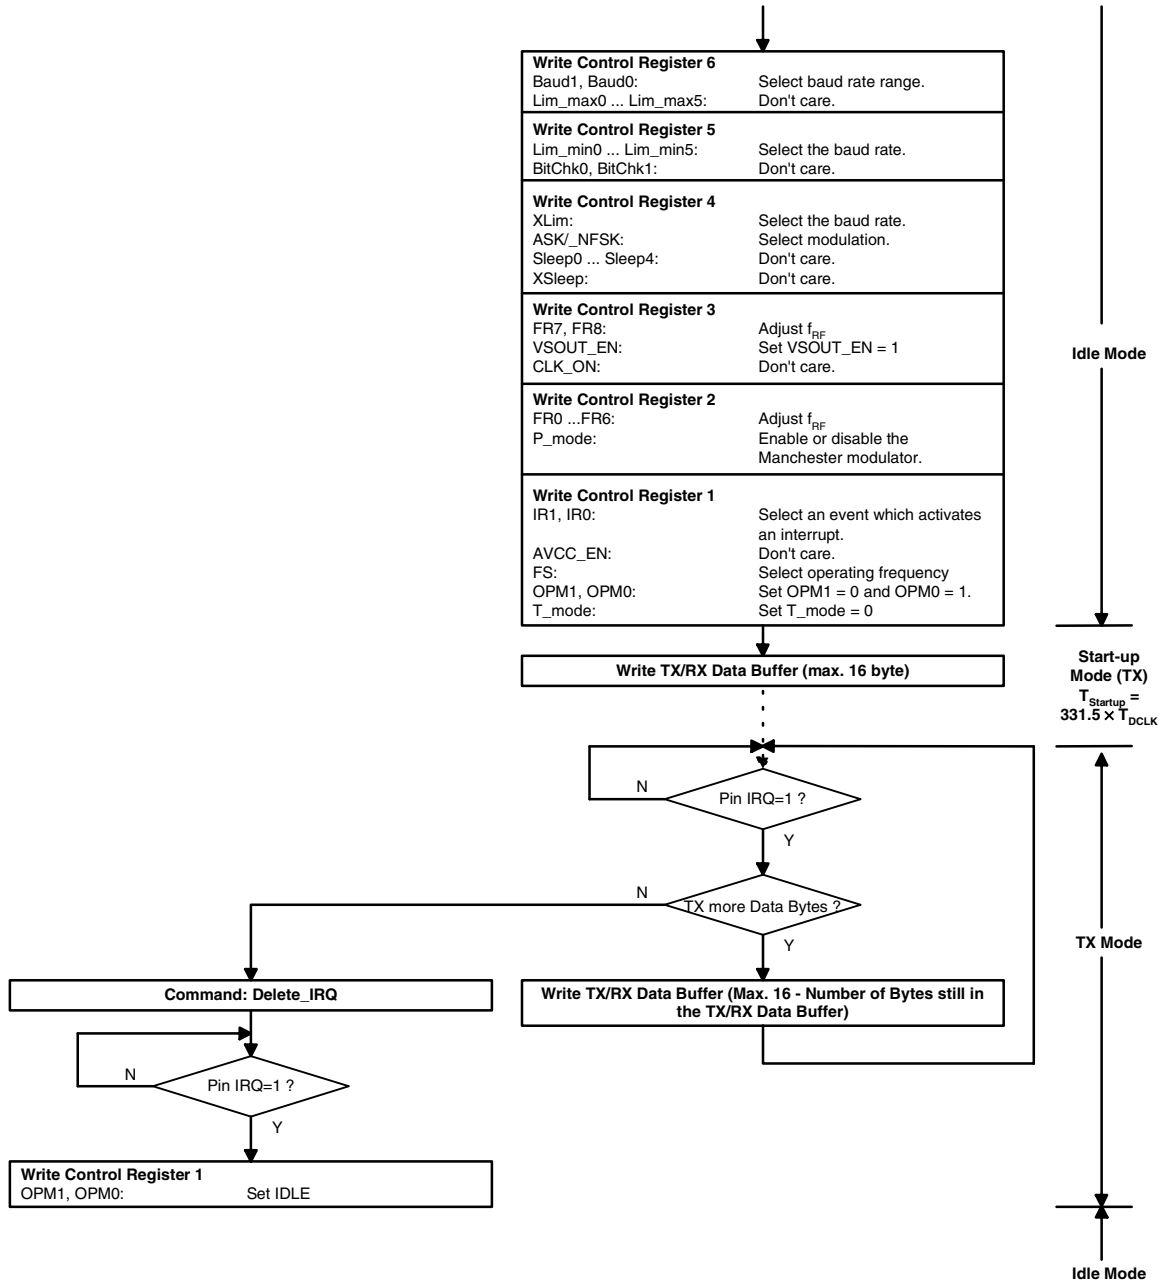 Write Control Register 6
Baud1, Baud0: Select baud rate range.
Lim_max0 ... Lim_max5: Don't care.
Write Control Register 5
Lim_min0 ... Lim_min5: Select the baud rate.
BitChk0, BitChk1: Don't care.
Write Control Register 4
XLim: Select the baud rate.
ASK/_NFSK: Select modulation.
Sleep0 ... Sleep4: Don't care.
XSleep: Don't care.
Write Control Register 3
FR7, FR8: Adjust fRF
VSOUT_EN: Set VSOUT_EN = 1
CLK_ON: Don't care.
Idle Mode
Write Control Register 2
FR0 ...FR6: Adjust fRF
P_mode: Enable or disable the
Manchester modulator.
Write Control Register 1
IR1, IR0: Select an event which activates
an interrupt.
AVCC_EN: Don't care.
FS: Select operating frequency
OPM1, OPM0: Set OPM1 = 0 and OPM0 = 1.
T_mode: Set T_mode = 0
Write TX/RX Data Buffer (max. 16 byte)
Start-up
Mode (TX)
TStartup =
331.5 × TDCLK
N
Pin IRQ=1 ?
Y
N
TX more Data Bytes ?
Y
TX Mode
Command: Delete_IRQ
Write TX/RX Data Buffer (Max. 16 - Number of Bytes still in
the TX/RX Data Buffer)
N
Pin IRQ=1 ?
Y
Write Control Register 1
OPM1, OPM0: Set IDLE
Idle Mode